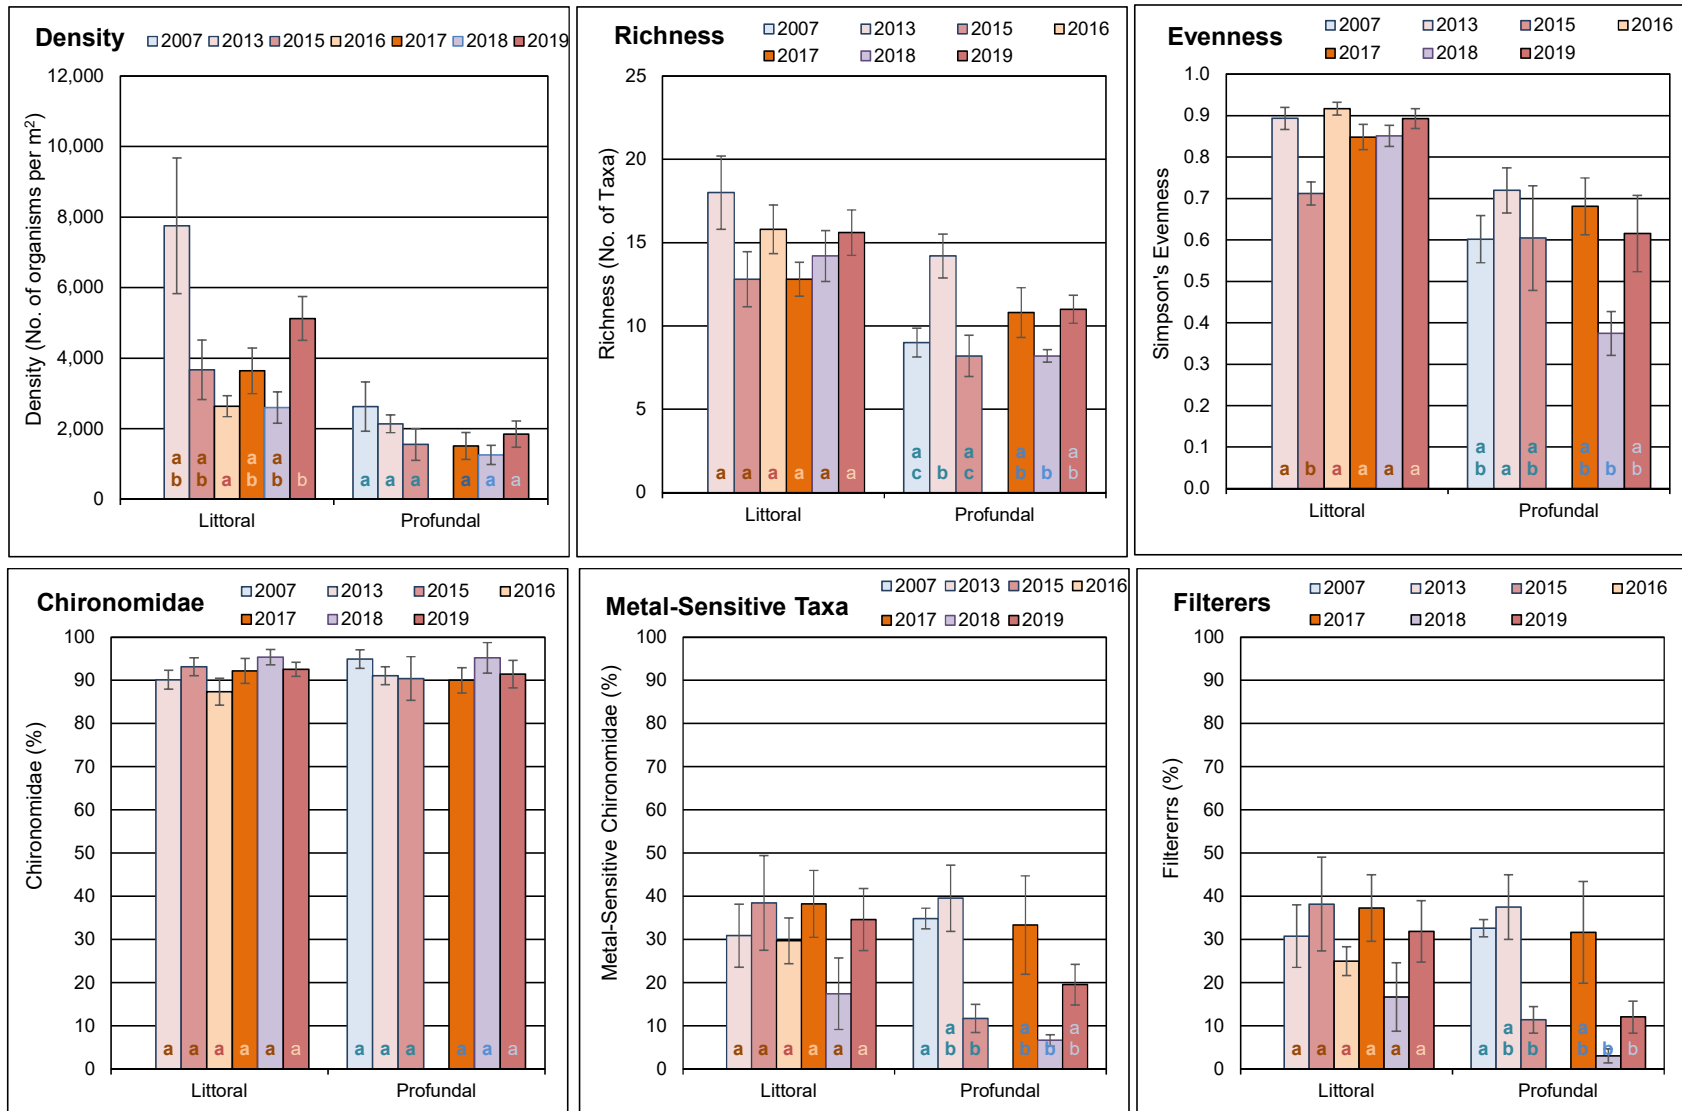 Density 2007 2013 2015 2016 2017 2018 2019
Density (No. of organisms per m²)
12,000
10,000
8,000
6,000
4,000
2,000
0
a a a a
b b a b b b a a a a a a
Littoral Profundal
Richness 2007 2013 2015 2016
2017 2018 2019
Richness (No. of Taxa)
25
20
15
10
5
0
a a a a
a a a a a a c b c b b b
Littoral Profundal
Evenness 2007 2013 2015 2016
2017 2018 2019
Simpson's Evenness
1.0
0.9
0.8
0.7
0.6
0.5
0.4
0.3
0.2
0.1
0.0
a a a a
a b a a a a b a b b b b
Littoral Profundal
Chironomidae 2007 2013 2015 2016
2017 2018 2019
Chironomidae (%)
100
90
80
70
60
50
40
30
20
10
0
a a a a a a a a a a a a
Littoral Profundal
Metal-Sensitive Taxa 2007 2013 2015 2016
2017 2018 2019
Metal-Sensitive Chironomidae (%)
100
90
80
70
60
50
40
30
20
10
0
a a a
a a a a a a a b b b b b
Littoral Profundal
Filterers 2007 2013 2015 2016
2017 2018 2019
Filtererrs (%)
100
90
80
70
60
50
40
30
20
10
0
a a b
a a a a a a a b b b b
Littoral Profundal